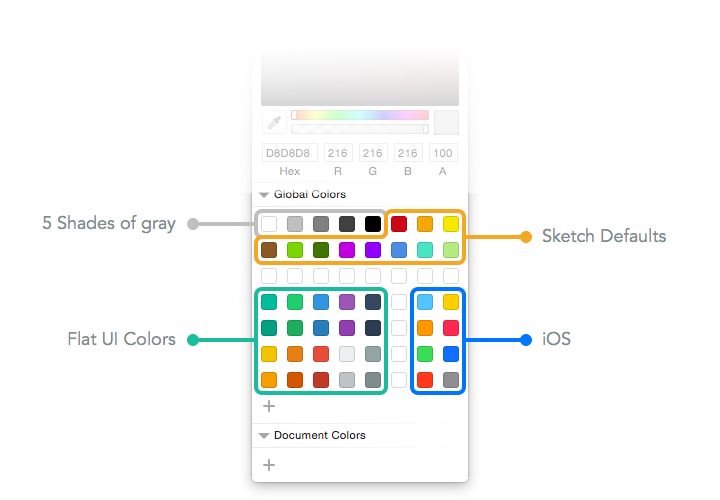 D8D8D8 216 216 216 100
Hex R G B A
Global Colors
5 Shades of gray
Sketch Defaults
Flat UI Colors
iOS
Document Colors